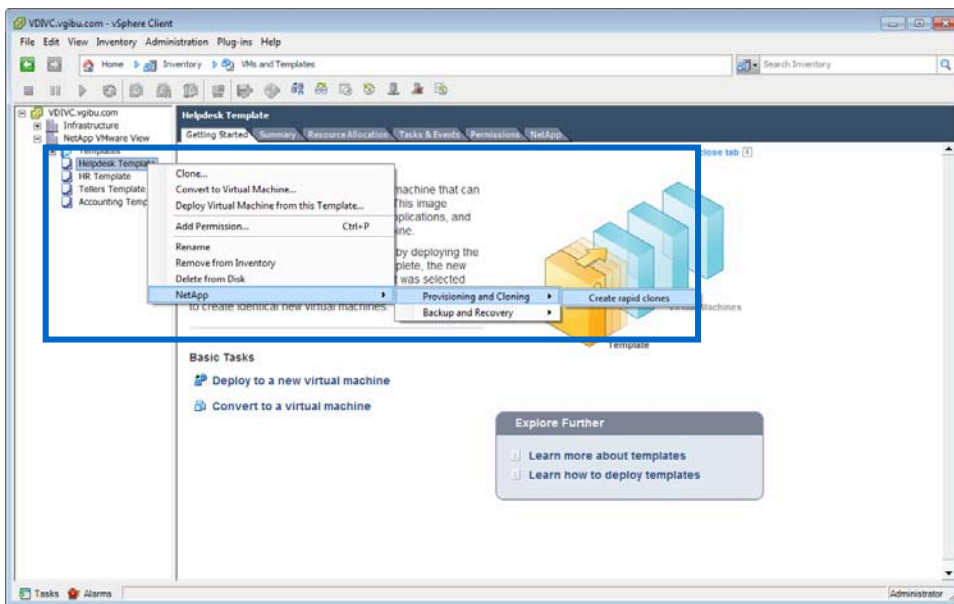 VDIVC.vgibu.com - vSphere Client
File Edit View Inventory Administration Plug-ins Help
Home Inventory VMs and Templates
Search Inventory
VDIVC.vgibu.com
Infrastructure
NetApp VMware View
Templates
Helpdesk Template
HR Template
Tellers Template
Accounting Temp
Helpdesk Template
Getting Started Summary Resource Allocation Tasks & Events Permissions NetApp
close tab
machine that can
This image
applications, and
by deploying the
plete, the new
was selected
to create identical new virtual machines.
Clone...
Convert to Virtual Machine...
Deploy Virtual Machine from this Template...
Add Permission... Ctrl+P
Rename
Remove from Inventory
Delete from Disk
NetApp
Provisioning and Cloning
Backup and Recovery
Create rapid clones
Virtual Machines
Template
Basic Tasks
Deploy to a new virtual machine
Convert to a virtual machine
Explore Further
Learn more about templates
Learn how to deploy templates
Tasks Alarms
Administrator